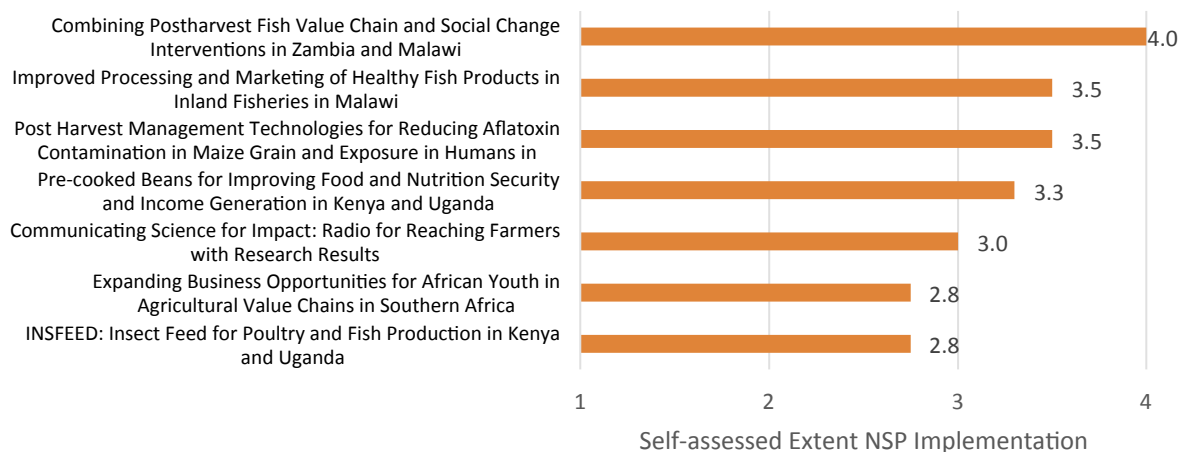 Combining Postharvest Fish Value Chain and Social Change
Interventions in Zambia and Malawi
4.0
Improved Processing and Marketing of Healthy Fish Products in
Inland Fisheries in Malawi
3.5
Post Harvest Management Technologies for Reducing Aflatoxin
Contamination in Maize Grain and Exposure in Humans in
3.5
Pre-cooked Beans for Improving Food and Nutrition Security
and Income Generation in Kenya and Uganda
3.3
Communicating Science for Impact: Radio for Reaching Farmers
with Research Results
3.0
Expanding Business Opportunities for African Youth in
Agricultural Value Chains in Southern Africa
2.8
INSFEED: Insect Feed for Poultry and Fish Production in Kenya
and Uganda
2.8
1 2 3 4
Self-assessed Extent NSP Implementation